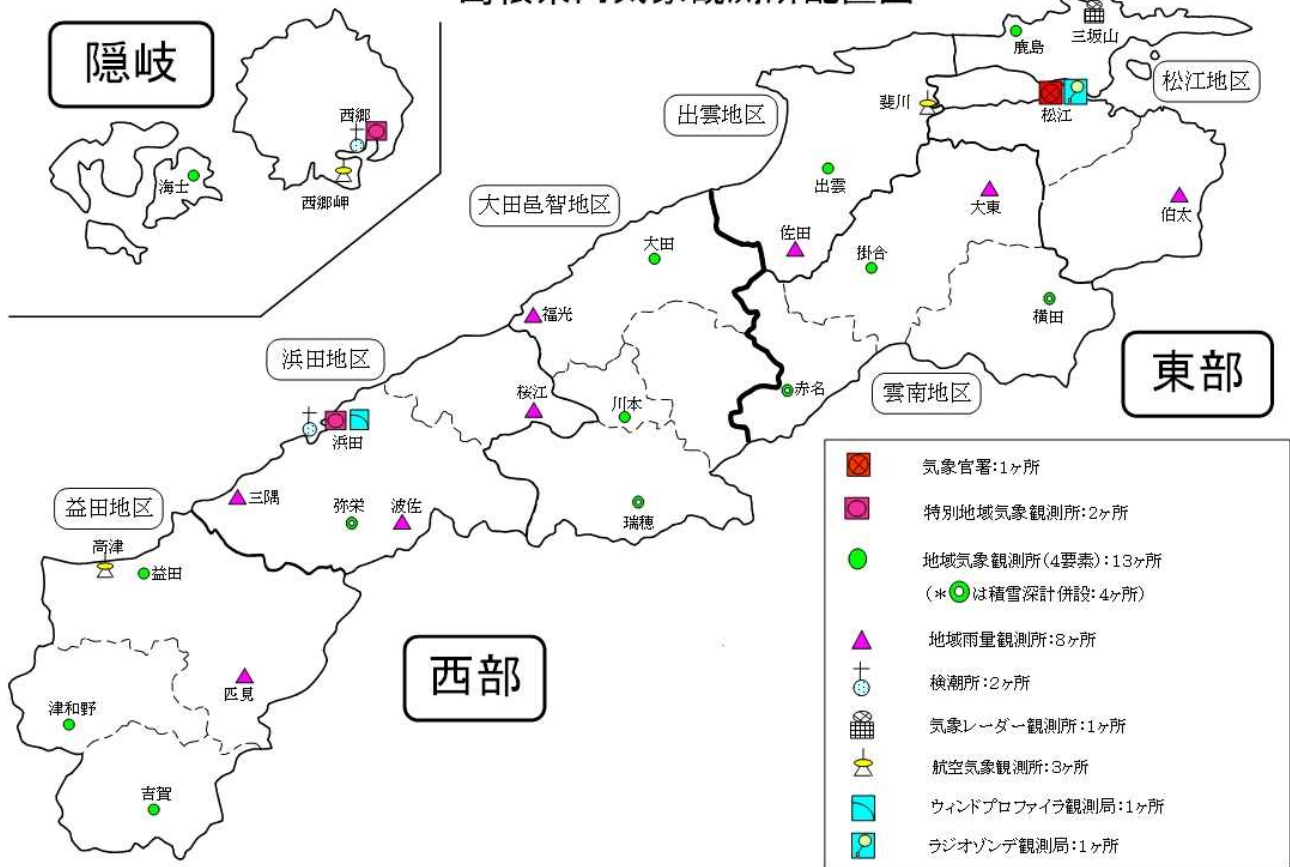 島根県内気象観測所配置図
隠岐
西郷
海士
西郷岬
鹿島
三坂山
松江地区
斐川
松江
出雲地区
出雲
大東
伯太
大田邑智地区
佐田
掛合
大田
横田
福光
東部
浜田地区
赤名
雲南地区
桜江
川本
浜田
三隅
弥栄
波佐
瑞穂
益田地区
高津
益田
西部
匹見
津和野
吉賀
気象官署:1ヶ所
特別地域気象観測所:2ヶ所
地域気象観測所(4要素):13ヶ所
(*は積雪深計併設:4ヶ所)
地域雨量観測所:8ヶ所
検潮所:2ヶ所
気象レーダー観測所:1ヶ所
航空気象観測所:3ヶ所
ウィンドプロファイラ観測局:1ヶ所
ラジオゾンデ観測局:1ヶ所